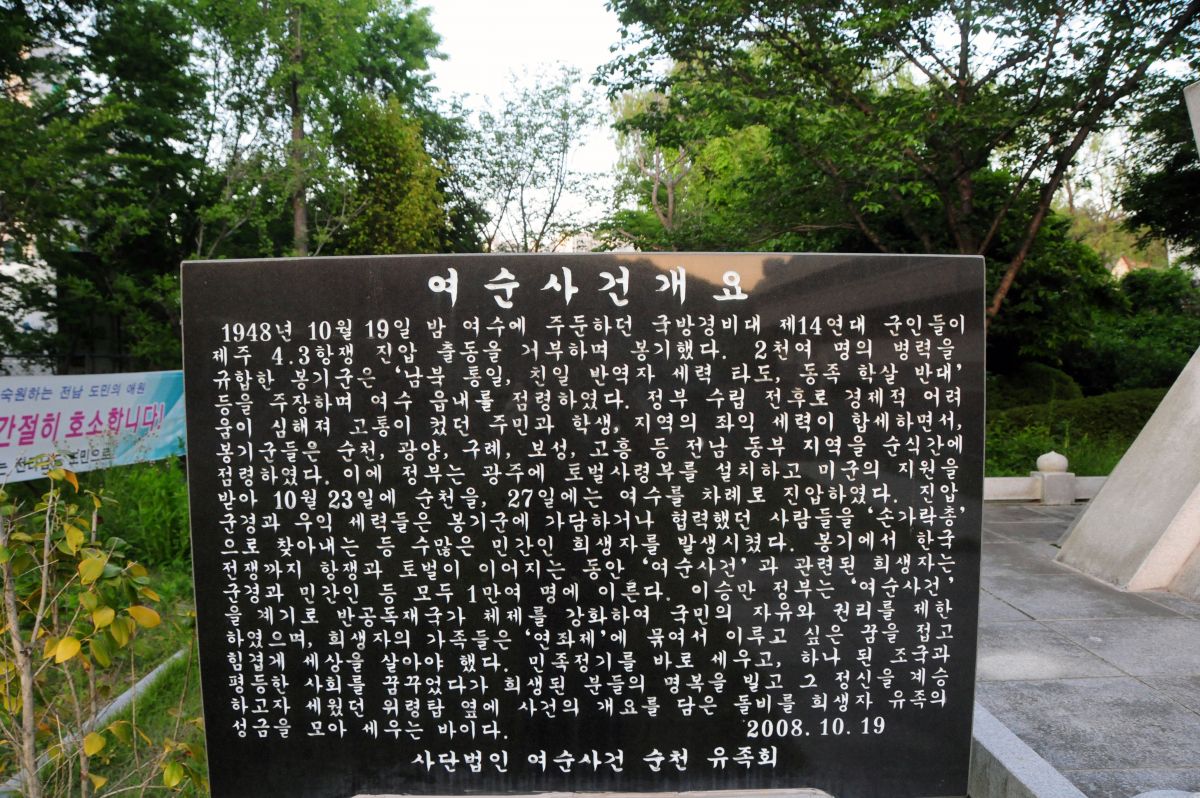 여순사건개요
1948년 10월 19일 밤 여수에 주둔하던 국방경비대 제14연대 군인들이
제주 4.3항쟁 진압 출동을 거부하며 봉기했다. 2천여 명의 병력을
규합한 봉기군은 ‘남북 통일, 친일 반역자 세력 타도, 동족 학살 반대’
등을 주장하며 여수 읍내를 점령하였다. 정부 수립 전후로 경제적 어려
움이 심해져 고통이 컸던 주민과 학생, 지역의 좌익 세력이 합세하면서,
봉기군들은 순천, 광양, 구례, 보성, 고흥 등 전남 동부 지역을 순식간에
점령하였다. 이에 정부는 광주에 토벌사령부를 설치하고 미군의 지원을
받아 10월 23일에 순천을, 27일에는 여수를 차례로 진압하였다. 진압
군경과 우익 세력들은 봉기군에 가담하거나 협력했던 사람들을 ‘손가락총’
으로 찾아내는 등 수많은 민간인 희생자를 발생시켰다. 봉기에서 한국
전쟁까지 항쟁과 토벌이 이어지는 동안 ‘여순사건’과 관련된 희생자는
군경과 민간인 등 모두 1만여 명에 이른다. 이승만 정부는 ‘여순사건’
을 계기로 반공독재국가 체제를 강화하여 국민의 자유와 권리를 제한
하였으며, 희생자의 가족들은 ‘연좌제’에 묶여서 이루고 싶은 꿈을 접고
힘겹게 세상을 살아야 했다. 민족정기를 바로 세우고, 하나 된 조국과
평등한 사회를 꿈꾸었다가 희생된 분들의 명복을 빌고 그 정신을 계승
하고자 세웠던 위령탑 옆에 사건의 개요를 담은 돌비를 희생자 유족의
성금을 모아 세우는 바이다. 2008. 10. 19
사단법인 여순사건 순천 유족회
숙원하는 전남 도민의 애원
간절히 호소합니다!